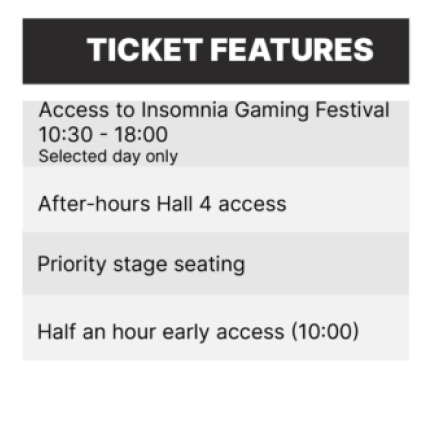 TICKET FEATURES
Access to Insomnia Gaming Festival
10:30 - 18:00
Selected day only
After-hours Hall 4 access
Priority stage seating
Half an hour early access (10:00)